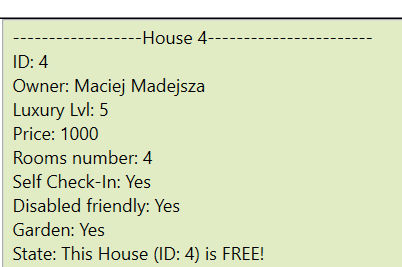 ------------------House 4-----------------------
ID: 4
Owner: Maciej Madejsza
Luxury Lvl: 5
Price: 1000
Rooms number: 4
Self Check-In: Yes
Disabled friendly: Yes
Garden: Yes
State: This House (ID: 4) is FREE!